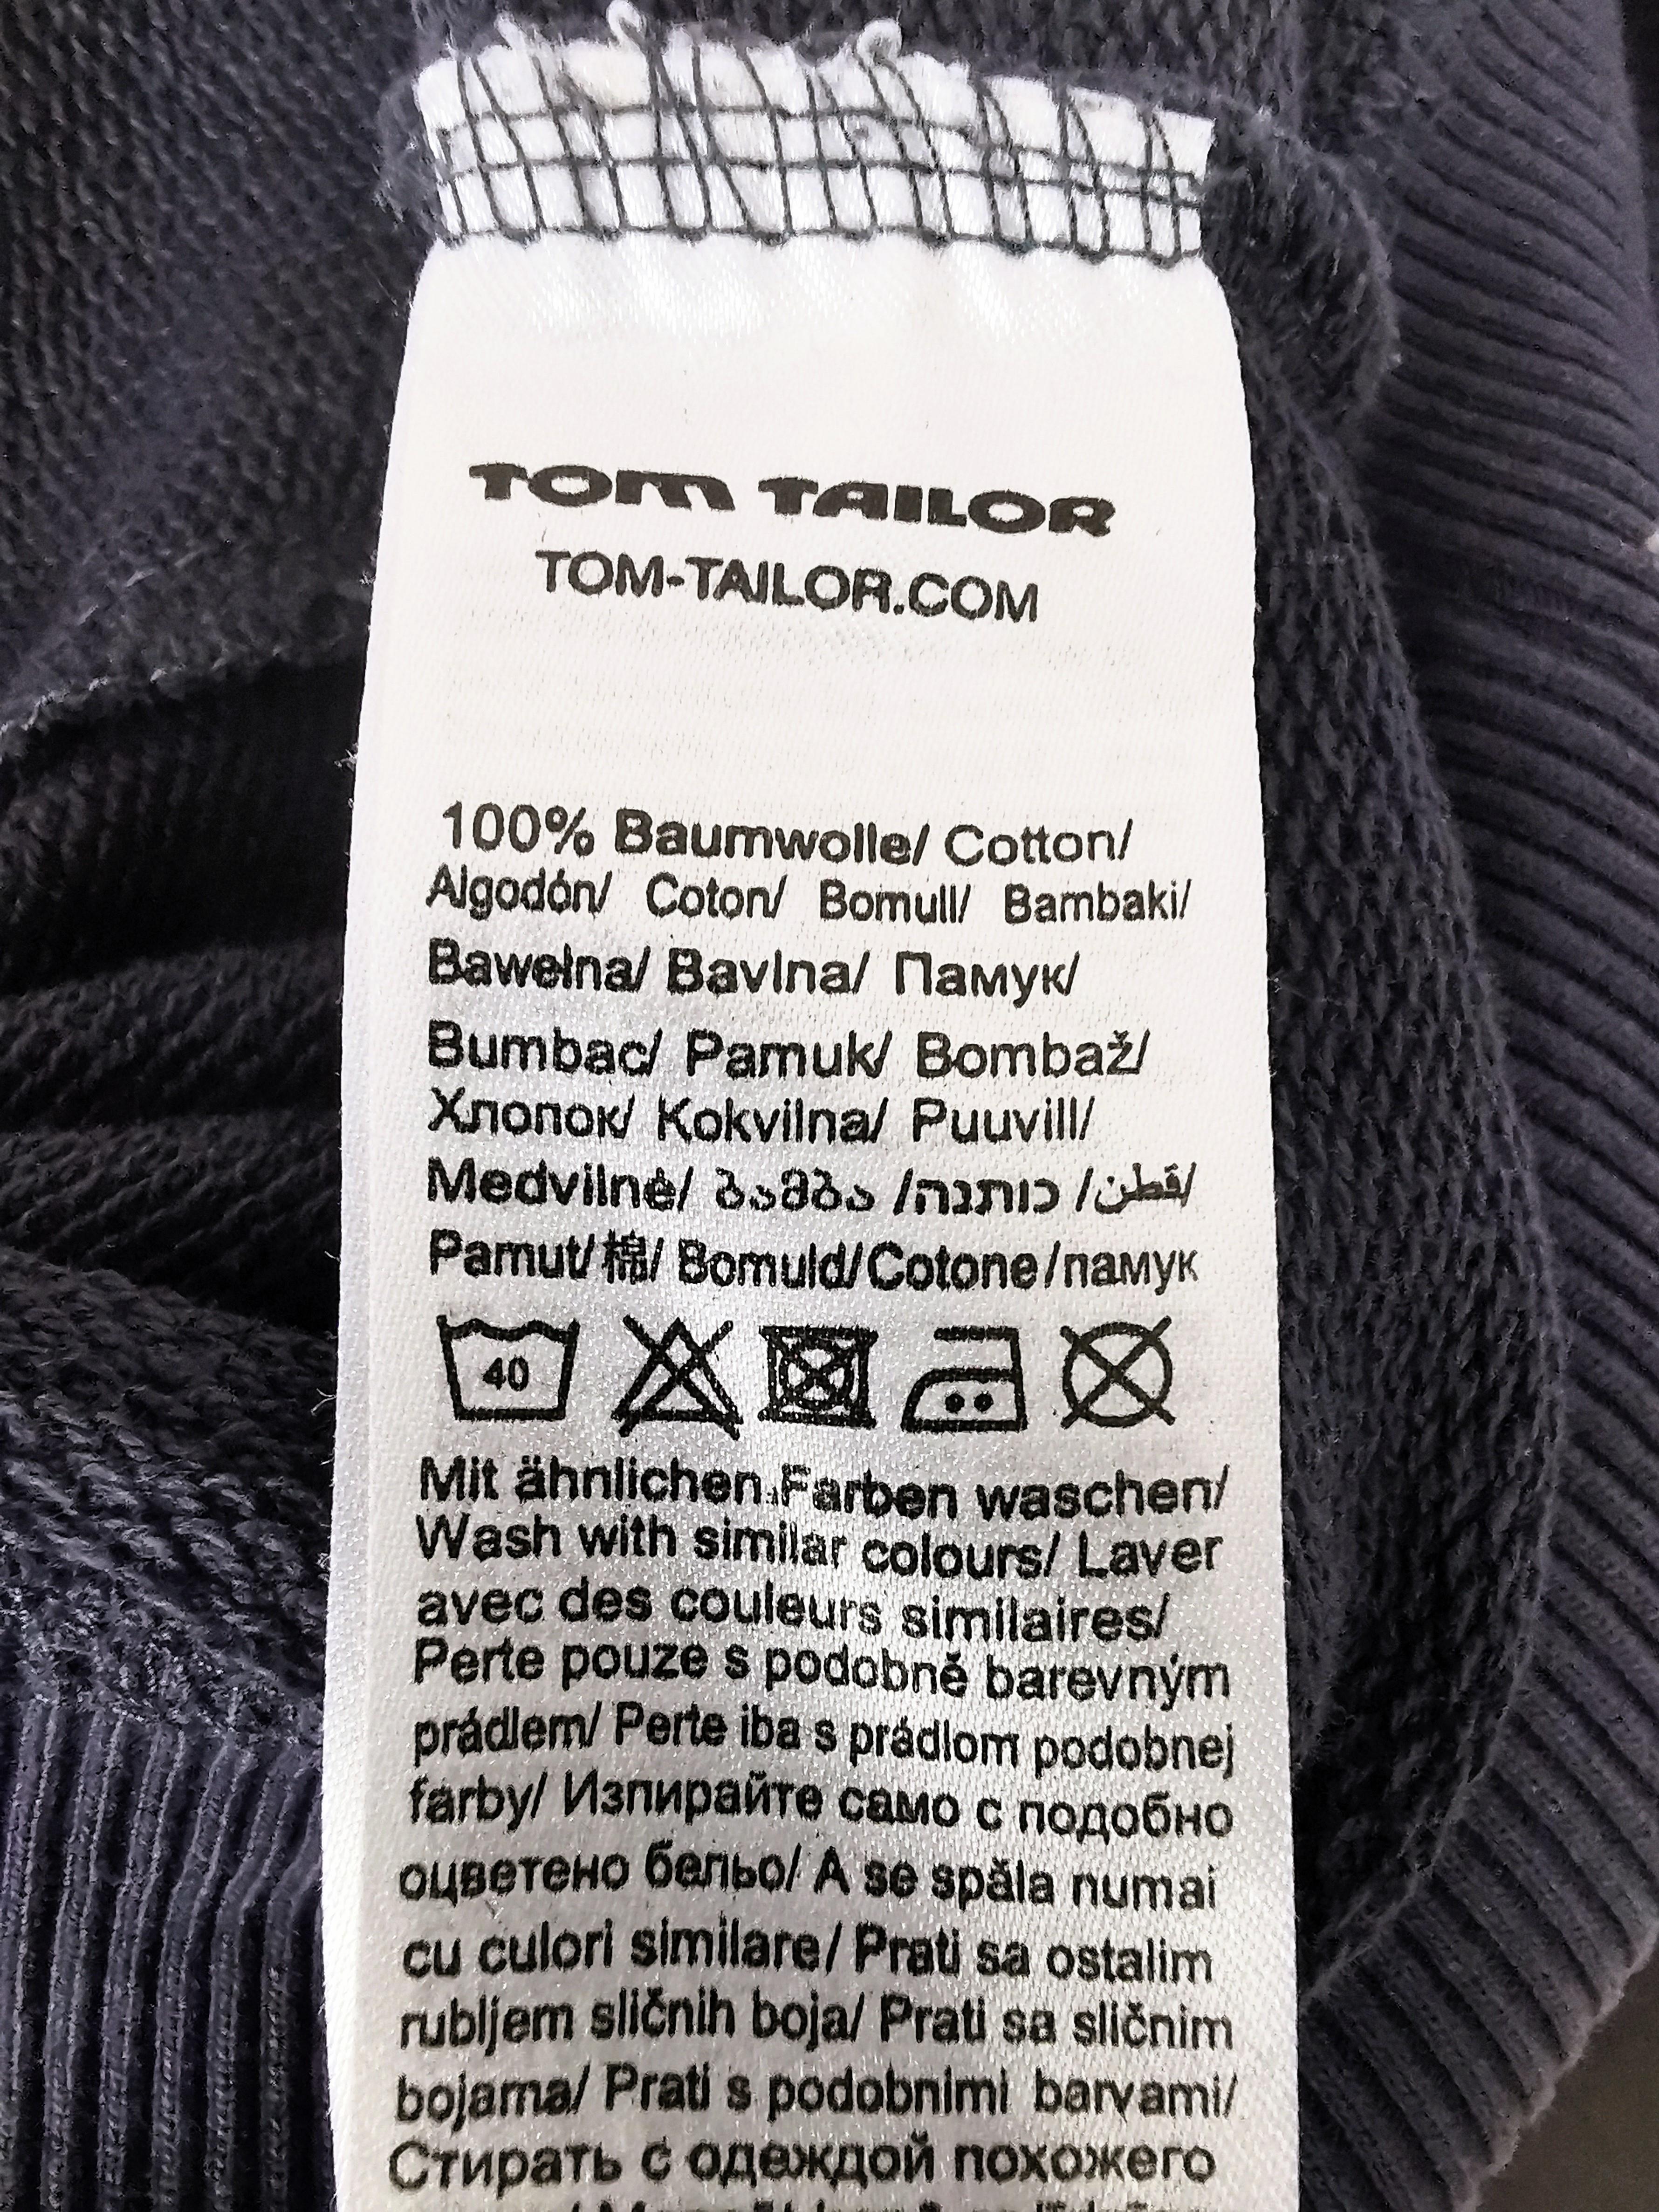 TOM TAILOR
TOM-TAILOR.COM
100% Baumwolle/ Cotton/
Algodón/ Coton/ Bomull/ Bambaki/
Bawełna/ Bavlna/ Памук/
Bumbac/ Pamuk/ Bombaž/
Хлопок/ Kokvilna/ Puuvill/
Medvilnė/ ბამბა /כותנה /قطن/
Pamut/棉/ Bomuld/Cotone/памук
40
Mit ähnlichen Farben waschen/
Wash with similar colours/ Laver
avec des couleurs similaires/
Perte pouze s podobně barevným
prádlem/ Perte iba s prádlom podobnej
farby/ Изпирайте само с подобно
оцветено бельо/ A se spăla numai
cu culori similare/ Prati sa ostalim
rubljem sličnih boja/ Prati sa sličnim
bojama/ Prati s podobnimi barvami/
Стирать с одеждой похожего